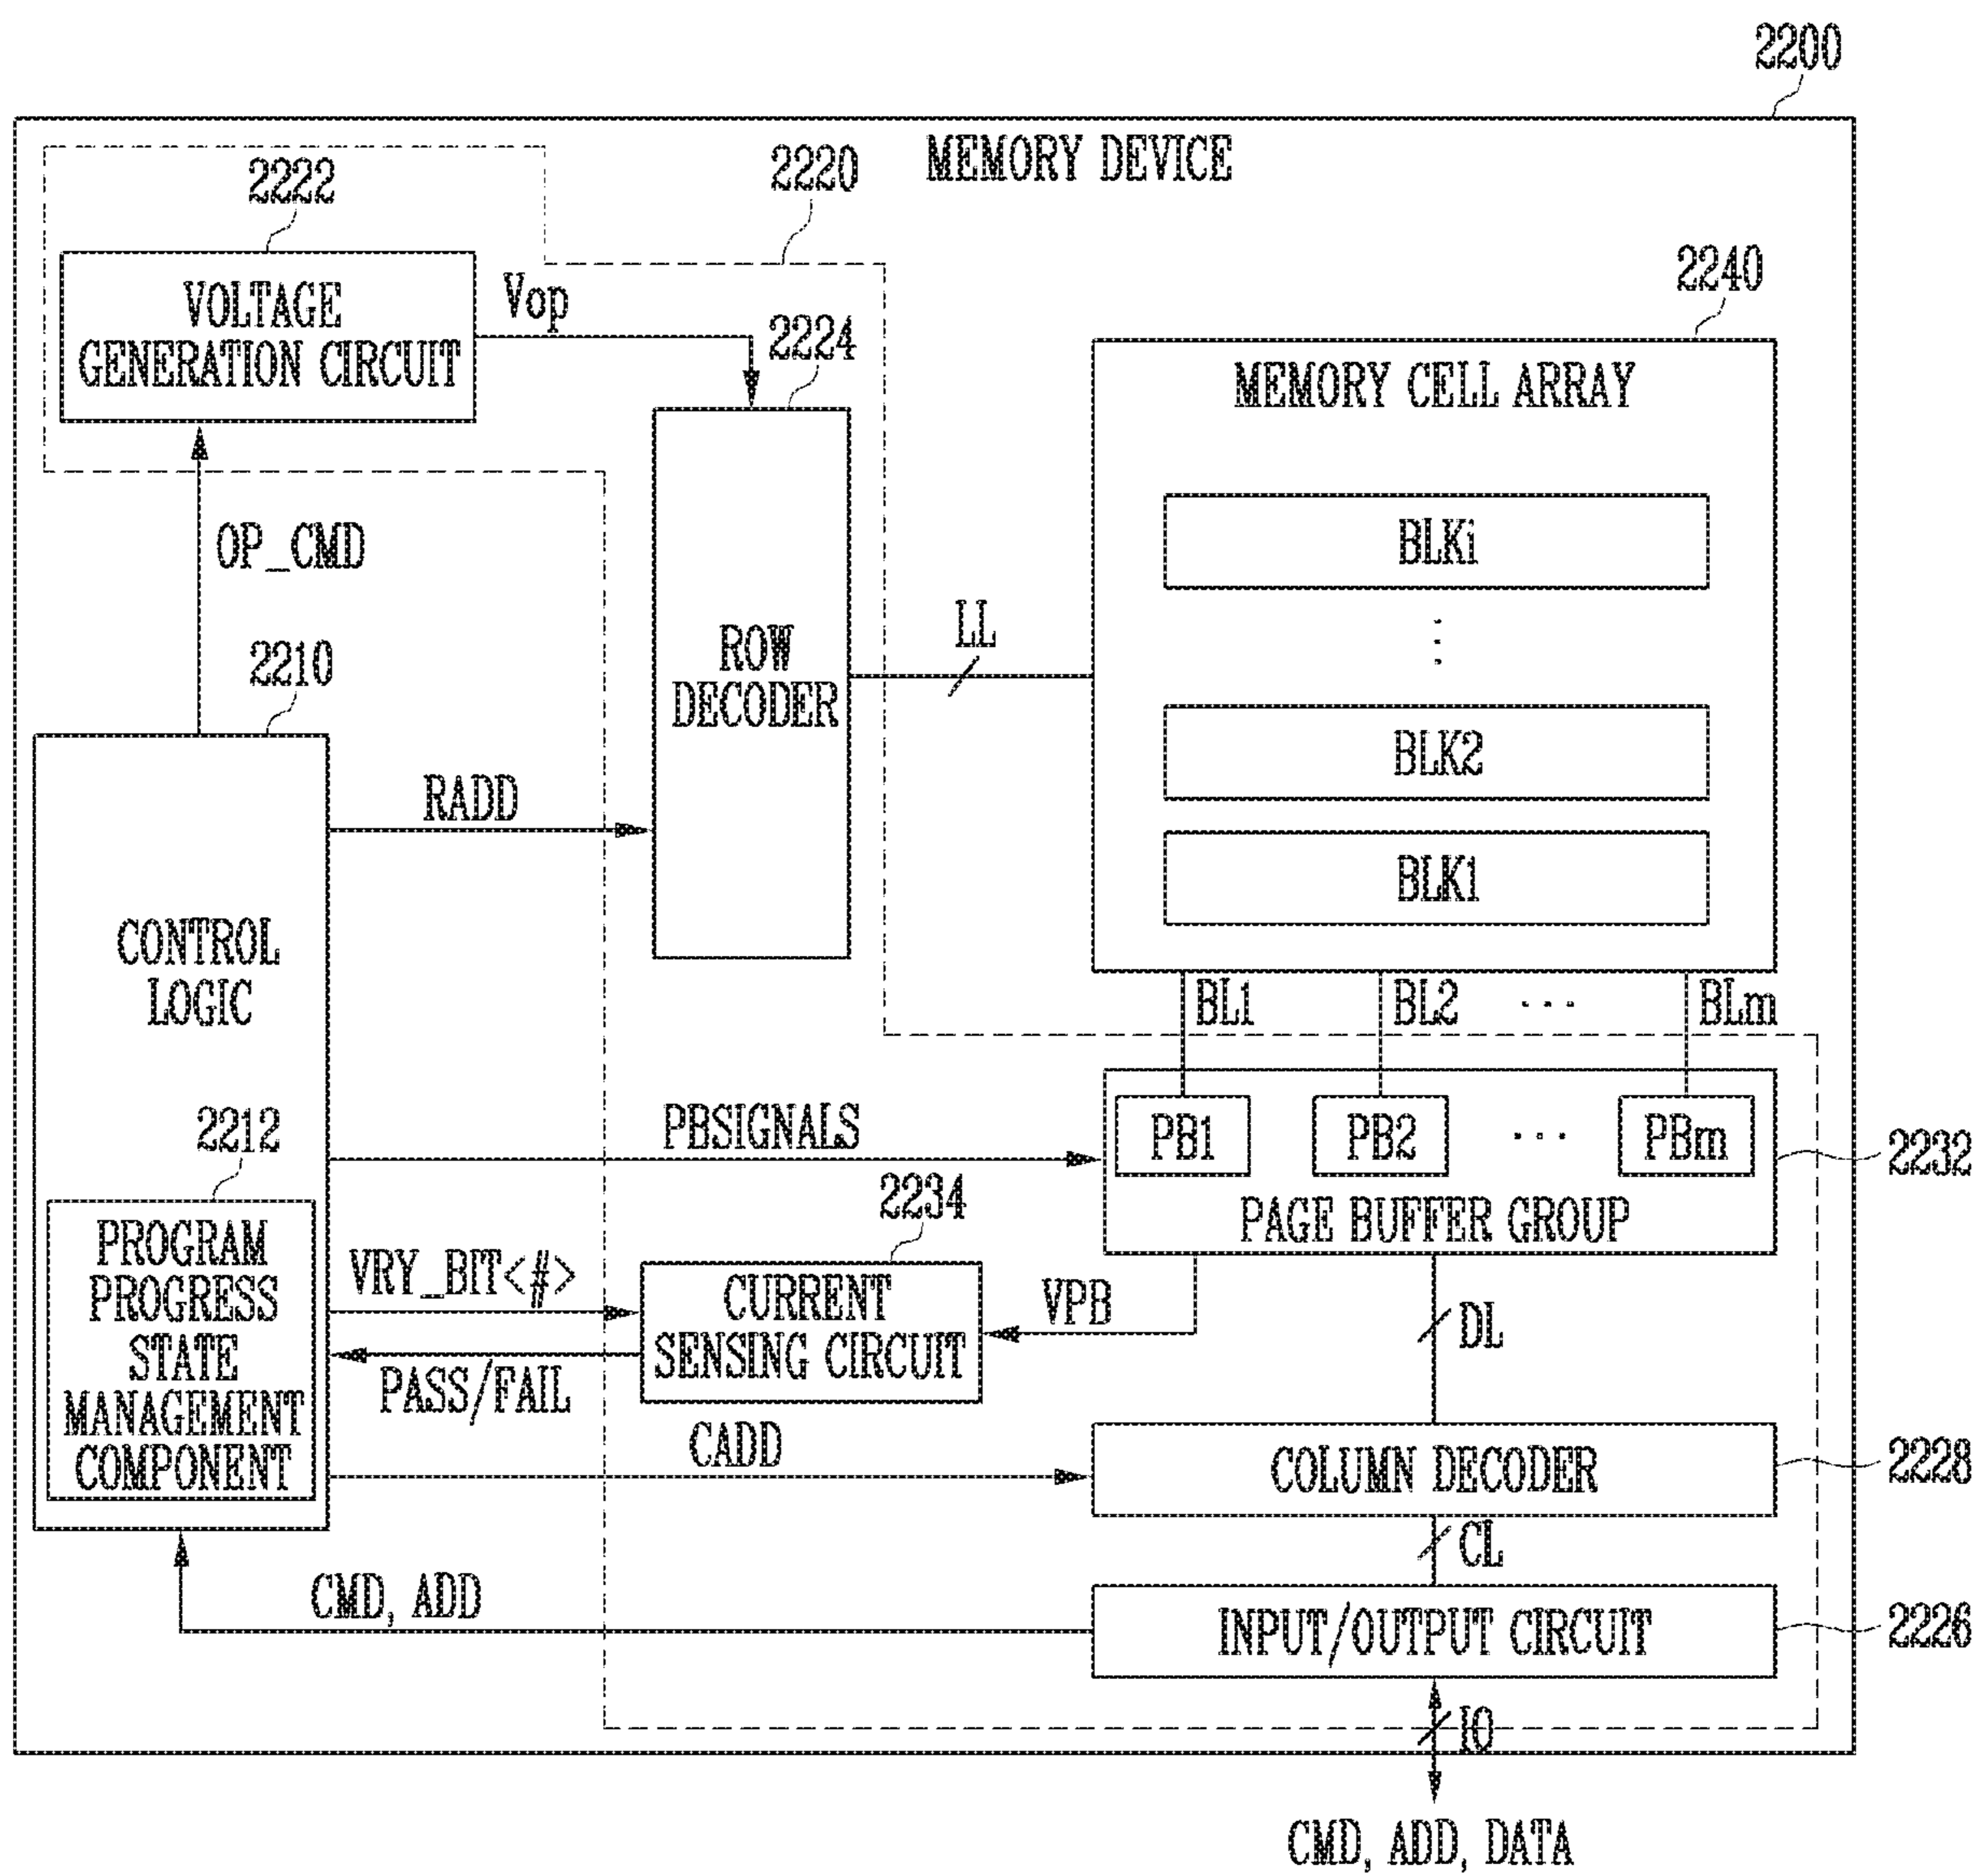 2200
MEMORY DEVICE
2220
2222
VOLTAGE
GENERATION CIRCUIT
Vop
2224
2240
MEMORY CELL ARRAY
BLKi
⋮
BLK2
BLK1
OP_CMD
ROW
DECODER
LL
2210
RADD
CONTROL
LOGIC
BL1
BL2
...
BLm
PB1
PB2
...
PBm
PAGE BUFFER GROUP
2232
PBSIGNALS
2212
PROGRAM
PROGRESS
STATE
MANAGEMENT
COMPONENT
2234
VRY_BIT<#>
CURRENT
SENSING CIRCUIT
VPB
DL
PASS/FAIL
CADD
COLUMN DECODER
2228
CL
CMD, ADD
INPUT/OUTPUT CIRCUIT
2226
IO
CMD, ADD, DATA